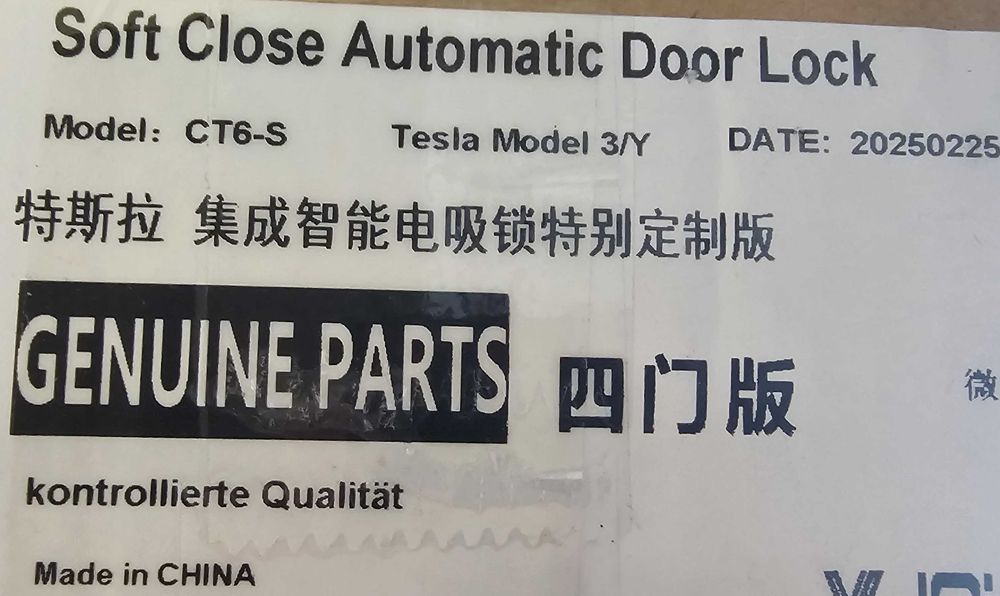 Soft Close Automatic Door Lock
Model: CT6-S Tesla Model 3/Y DATE: 20250225
特斯拉 集成智能电吸锁特别定制版
GENUINE PARTS
四门版
微
kontrollierte Qualität
Made in CHINA